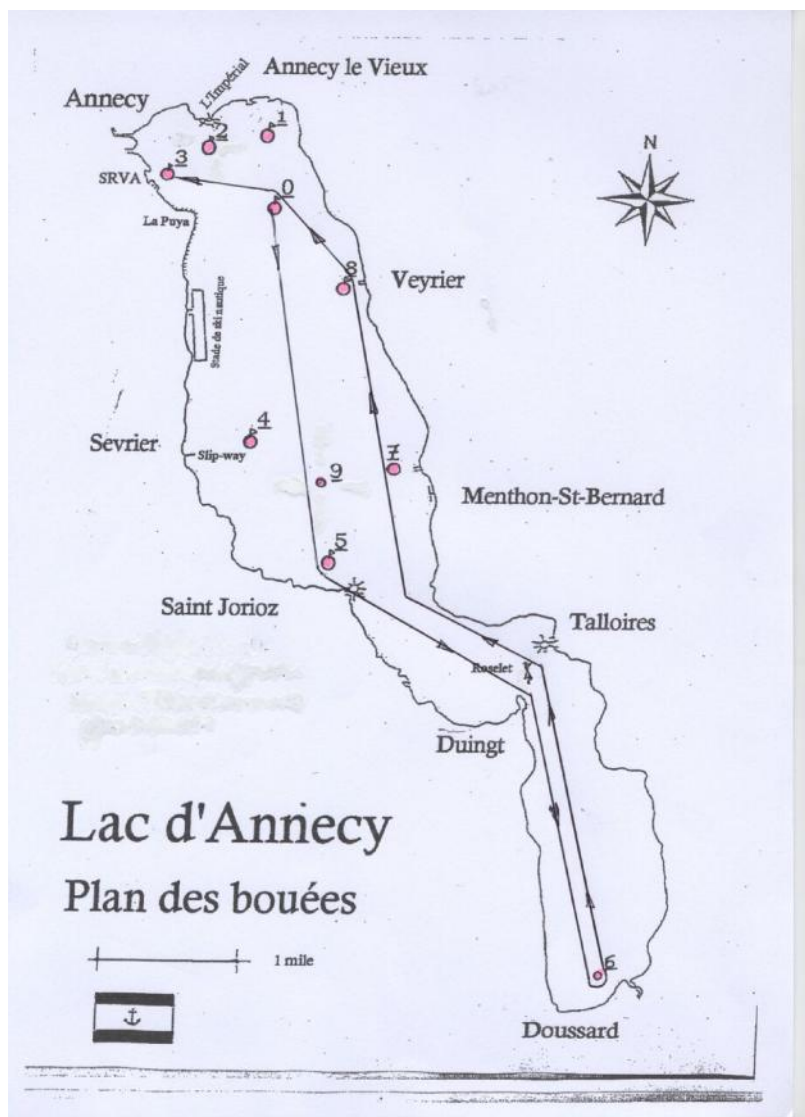 Annecy le Vieux
L'Impérial
Annecy
1
2
3
N
SRVA
0
La Puya
8
Veyrier
Stade de ski nautique
4
Sevrier
Slip-way
7
9
Menthon-St-Bernard
5
Saint Jorioz
Talloires
Roselet
Duingt
Lac d'Annecy
Plan des bouées
1 mile
6
Doussard